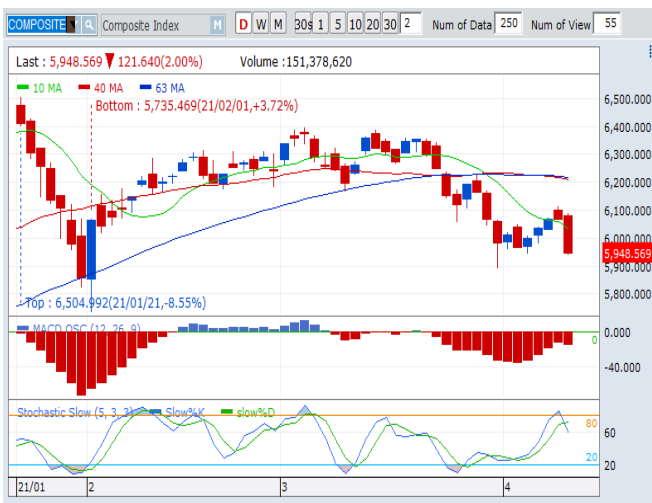 COMPOSITE Composite Index M D W M 30s 1 5 10 20 30 2 Num of Data 250 Num of View 55
Last : 5,948.569 ▼ 121.640(2.00%) Volume :151,378,620
10 MA 40 MA 63 MA
Bottom : 5,735.469(21/02/01,+3.72%)
6,500.000
6,400.000
6,300.000
6,200.000
6,100.000
6,000.000
5,948.569
5,900.000
5,800.000
Top : 6,504.992(21/01/21,-8.55%)
MACD OSC (12, 26, 9)
0 0.000
-40.000
Stochastic Slow (5, 3, 3) Slow%K slow%D
80
60
20 20
21/01 2 3 4